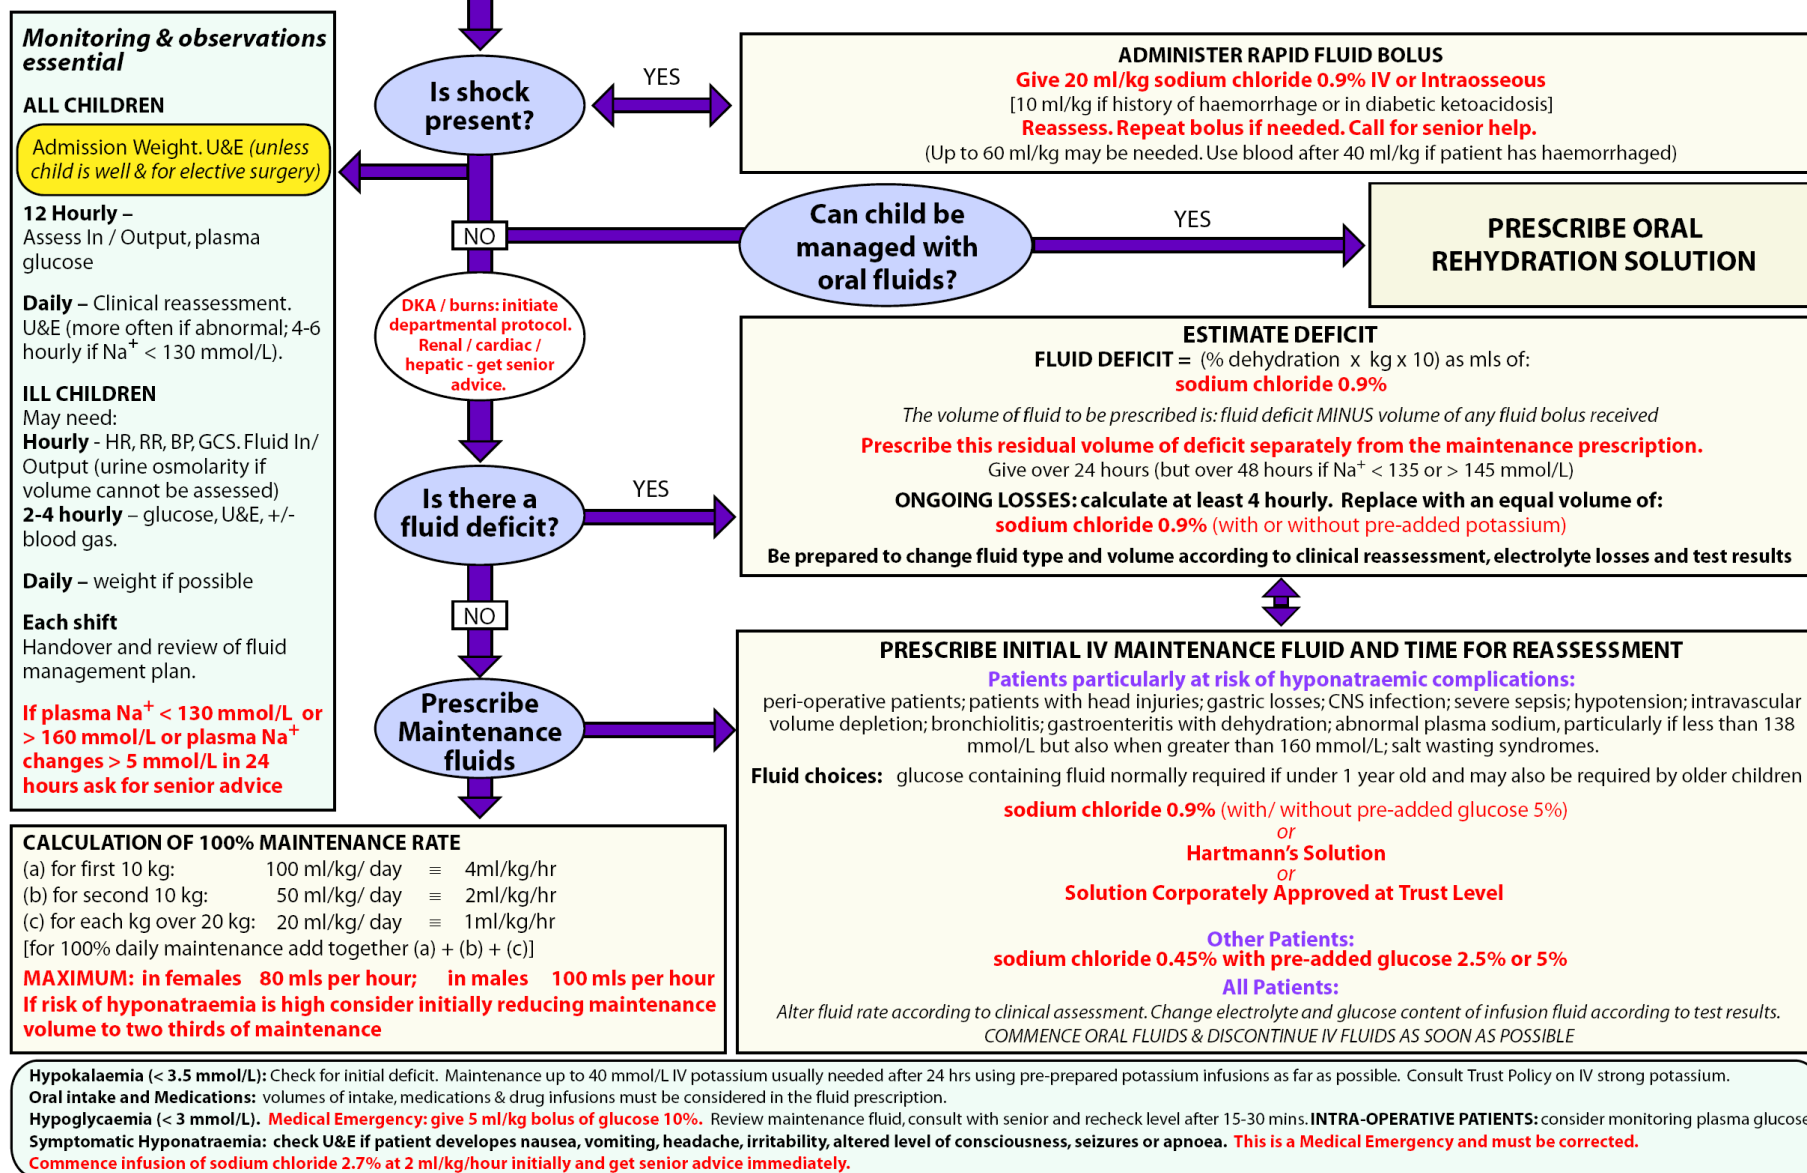 Monitoring & observations
essential
ALL CHILDREN
Admission Weight. U&E (unless
child is well & for elective surgery)
12 Hourly –
Assess In / Output, plasma
glucose
Daily – Clinical reassessment.
U&E (more often if abnormal; 4-6
hourly if Na+ < 130 mmol/L).
ILL CHILDREN
May need:
Hourly - HR, RR, BP, GCS. Fluid In/
Output (urine osmolarity if
volume cannot be assessed)
2-4 hourly – glucose, U&E, +/-
blood gas.
Daily – weight if possible
Each shift
Handover and review of fluid
management plan.
If plasma Na+ < 130 mmol/L or
> 160 mmol/L or plasma Na+
changes > 5 mmol/L in 24
hours ask for senior advice
Is shock
present?
YES
ADMINISTER RAPID FLUID BOLUS
Give 20 ml/kg sodium chloride 0.9% IV or Intraosseous
[10 ml/kg if history of haemorrhage or in diabetic ketoacidosis]
Reassess. Repeat bolus if needed. Call for senior help.
(Up to 60 ml/kg may be needed. Use blood after 40 ml/kg if patient has haemorrhaged)
NO
Can child be
managed with
oral fluids?
YES
PRESCRIBE ORAL
REHYDRATION SOLUTION
DKA / burns: initiate
departmental protocol.
Renal / cardiac /
hepatic - get senior
advice.
Is there a
fluid deficit?
YES
ESTIMATE DEFICIT
FLUID DEFICIT = (% dehydration x kg x 10) as mls of:
sodium chloride 0.9%
The volume of fluid to be prescribed is: fluid deficit MINUS volume of any fluid bolus received
Prescribe this residual volume of deficit separately from the maintenance prescription.
Give over 24 hours (but over 48 hours if Na+ < 135 or > 145 mmol/L)
ONGOING LOSSES: calculate at least 4 hourly. Replace with an equal volume of:
sodium chloride 0.9% (with or without pre-added potassium)
Be prepared to change fluid type and volume according to clinical reassessment, electrolyte losses and test results
NO
Prescribe
Maintenance
fluids
PRESCRIBE INITIAL IV MAINTENANCE FLUID AND TIME FOR REASSESSMENT
Patients particularly at risk of hyponatraemic complications:
peri-operative patients; patients with head injuries; gastric losses; CNS infection; severe sepsis; hypotension; intravascular
volume depletion; bronchiolitis; gastroenteritis with dehydration; abnormal plasma sodium, particularly if less than 138
mmol/L but also when greater than 160 mmol/L; salt wasting syndromes.
Fluid choices: glucose containing fluid normally required if under 1 year old and may also be required by older children
sodium chloride 0.9% (with/ without pre-added glucose 5%)
or
Hartmann's Solution
or
Solution Corporately Approved at Trust Level
Other Patients:
sodium chloride 0.45% with pre-added glucose 2.5% or 5%
All Patients:
Alter fluid rate according to clinical assessment. Change electrolyte and glucose content of infusion fluid according to test results.
COMMENCE ORAL FLUIDS & DISCONTINUE IV FLUIDS AS SOON AS POSSIBLE
CALCULATION OF 100% MAINTENANCE RATE
(a) for first 10 kg: 100 ml/kg/ day ≡ 4ml/kg/hr
(b) for second 10 kg: 50 ml/kg/ day ≡ 2ml/kg/hr
(c) for each kg over 20 kg: 20 ml/kg/ day ≡ 1ml/kg/hr
[for 100% daily maintenance add together (a) + (b) + (c)]
MAXIMUM: in females 80 mls per hour; in males 100 mls per hour
If risk of hyponatraemia is high consider initially reducing maintenance
volume to two thirds of maintenance
Hypokalaemia (< 3.5 mmol/L): Check for initial deficit. Maintenance up to 40 mmol/L IV potassium usually needed after 24 hrs using pre-prepared potassium infusions as far as possible. Consult Trust Policy on IV strong potassium.
Oral intake and Medications: volumes of intake, medications & drug infusions must be considered in the fluid prescription.
Hypoglycaemia (< 3 mmol/L). Medical Emergency: give 5 ml/kg bolus of glucose 10%. Review maintenance fluid, consult with senior and recheck level after 15-30 mins. INTRA-OPERATIVE PATIENTS: consider monitoring plasma glucose
Symptomatic Hyponatraemia: check U&E if patient developes nausea, vomiting, headache, irritability, altered level of consciousness, seizures or apnoea. This is a Medical Emergency and must be corrected.
Commence infusion of sodium chloride 2.7% at 2 ml/kg/hour initially and get senior advice immediately.